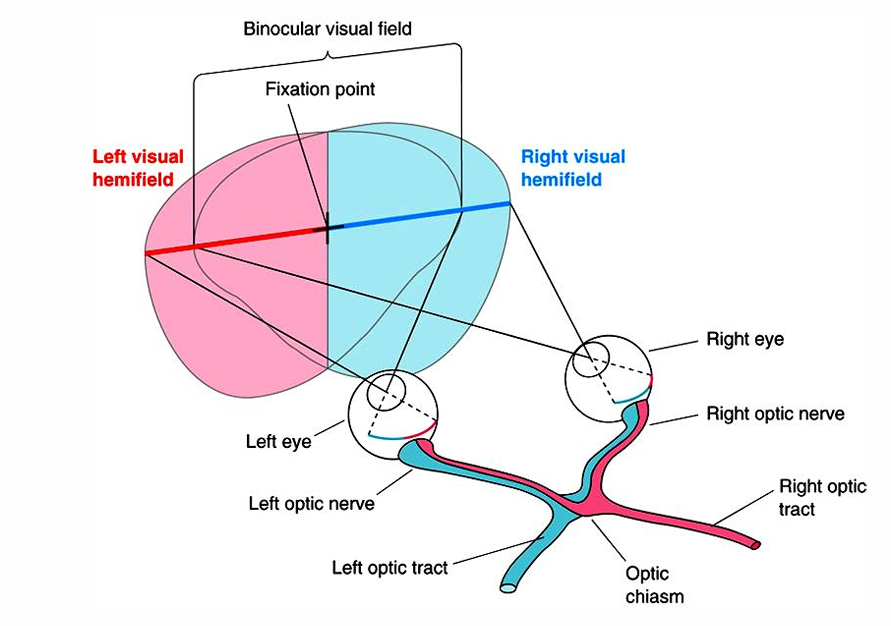 Binocular visual field
Fixation point
Left visual
hemifield
Right visual
hemifield
Right eye
Right optic nerve
Left eye
Left optic nerve
Right optic
tract
Left optic tract
Optic
chiasm